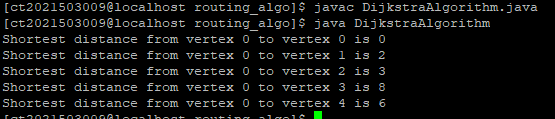 [ct2021503009@localhost routing_algo]$ javac DijkstraAlgorithm.java
[ct2021503009@localhost routing_algo]$ java DijkstraAlgorithm
Shortest distance from vertex 0 to vertex 0 is 0
Shortest distance from vertex 0 to vertex 1 is 2
Shortest distance from vertex 0 to vertex 2 is 3
Shortest distance from vertex 0 to vertex 3 is 8
Shortest distance from vertex 0 to vertex 4 is 6
[ct2021503009@localhost routing_algo]$